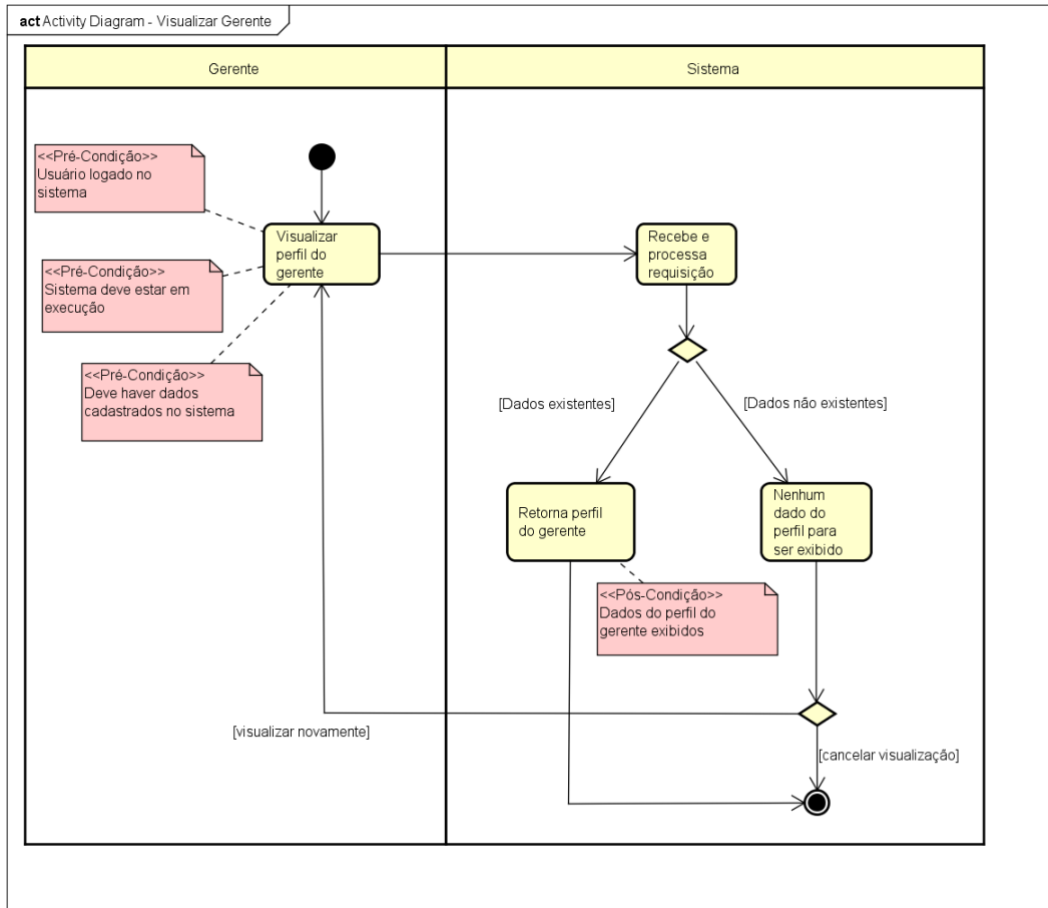 act Activity Diagram - Visualizar Gerente
Gerente
Sistema
<<Pré-Condição>>
Usuário logado no
sistema
Visualizar
perfil do
gerente
Recebe e
processa
requisição
<<Pré-Condição>>
Sistema deve estar em
execução
<<Pré-Condição>>
Deve haver dados
cadastrados no sistema
[Dados existentes]
[Dados não existentes]
Retorna perfil
do gerente
Nenhum
dado do
perfil para
ser exibido
<<Pós-Condição>>
Dados do perfil do
gerente exibidos
[visualizar novamente]
[cancelar visualização]